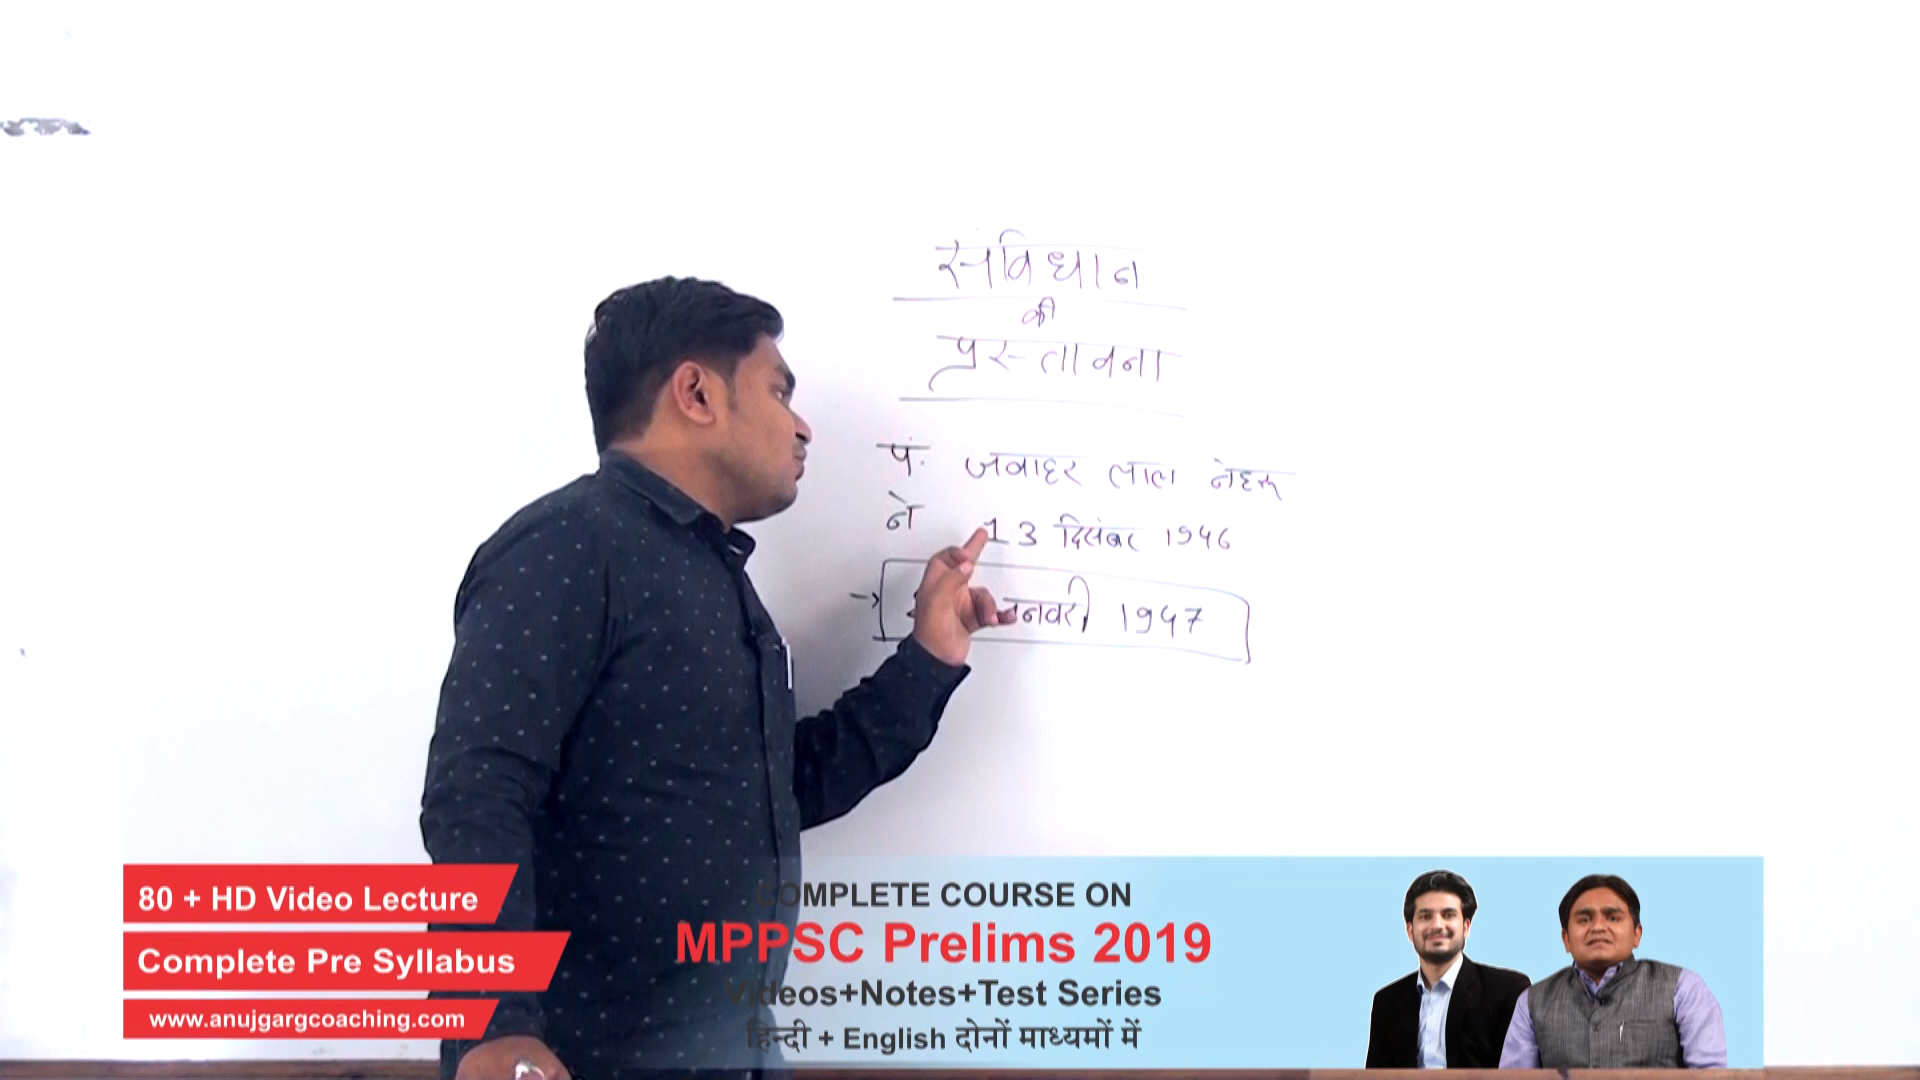 संविधान
की
प्रस्तावना
पं. जवाहर लाल नेहरू
ने 13 दिसंबर 1946
→ जनवरी 1947
80 + HD Video Lecture
Complete Pre Syllabus
www.anujgargcoaching.com
COMPLETE COURSE ON
MPPSC Prelims 2019
Videos+Notes+Test Series
हिन्दी + English दोनों माध्यमों में